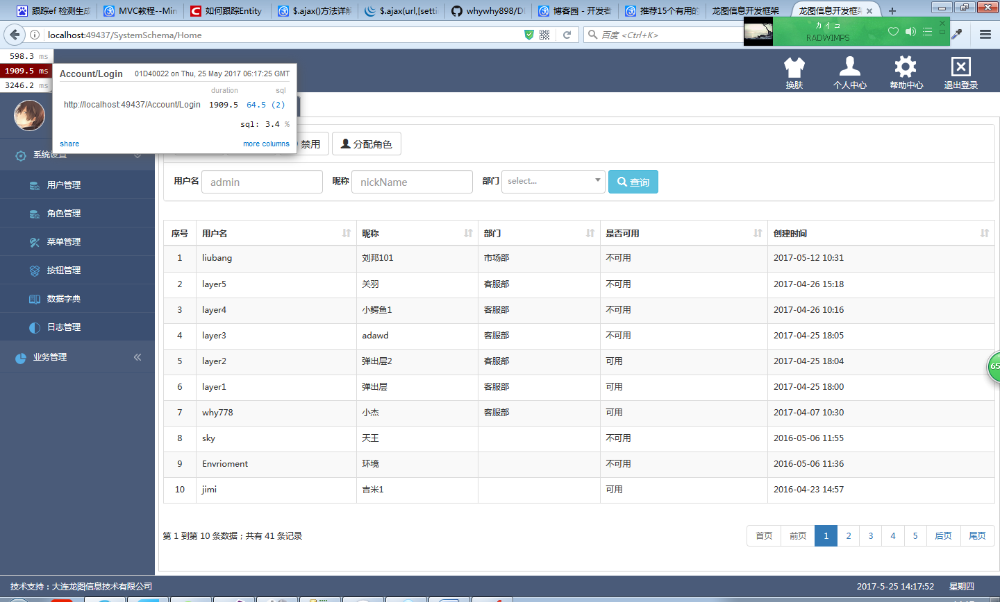 跟踪ef 检测生成
MVC教程--Min
如何跟踪Entity
$.ajax()方法详解
$.ajax(url,[setti
whywhy898/DI
博客园 - 开发者
推荐15个有用的
龙图信息开发框架
龙图信息开发框架
localhost:49437/SystemSchema/Home
百度 <Ctrl+K>
カイコ
RADWIMPS
598.3 ms
1909.5 ms
3246.2 ms
Account/Login 01D40022 on Thu, 25 May 2017 06:17:25 GMT
duration sql
http://localhost:49437/Account/Login 1909.5 64.5 (2)
sql: 3.4 %
share more columns
换肤 个人中心 帮助中心 退出登录
系统设置
用户管理
角色管理
菜单管理
按钮管理
数据字典
日志管理
业务管理
禁用 分配角色
用户名 admin 昵称 nickName 部门 select... 查询
序号 用户名 昵称 部门 是否可用 创建时间
1 liubang 刘邦101 市场部 不可用 2017-05-12 10:31
2 layer5 关羽 客服部 不可用 2017-04-26 15:18
3 layer4 小鳄鱼1 客服部 不可用 2017-04-26 10:16
4 layer3 adawd 客服部 不可用 2017-04-25 18:05
5 layer2 弹出层2 客服部 可用 2017-04-25 18:04
6 layer1 弹出层 客服部 可用 2017-04-25 18:00
7 why778 小杰 客服部 可用 2017-04-07 10:30
8 sky 天王 不可用 2016-05-06 11:55
9 Envrioment 环境 不可用 2016-05-06 11:36
10 jimi 吉米1 可用 2016-04-23 14:57
第 1 到第 10 条数据；共有 41 条记录
首页 前页 1 2 3 4 5 后页 尾页
65
技术支持：大连龙图信息技术有限公司
2017-5-25 14:17:52 星期四